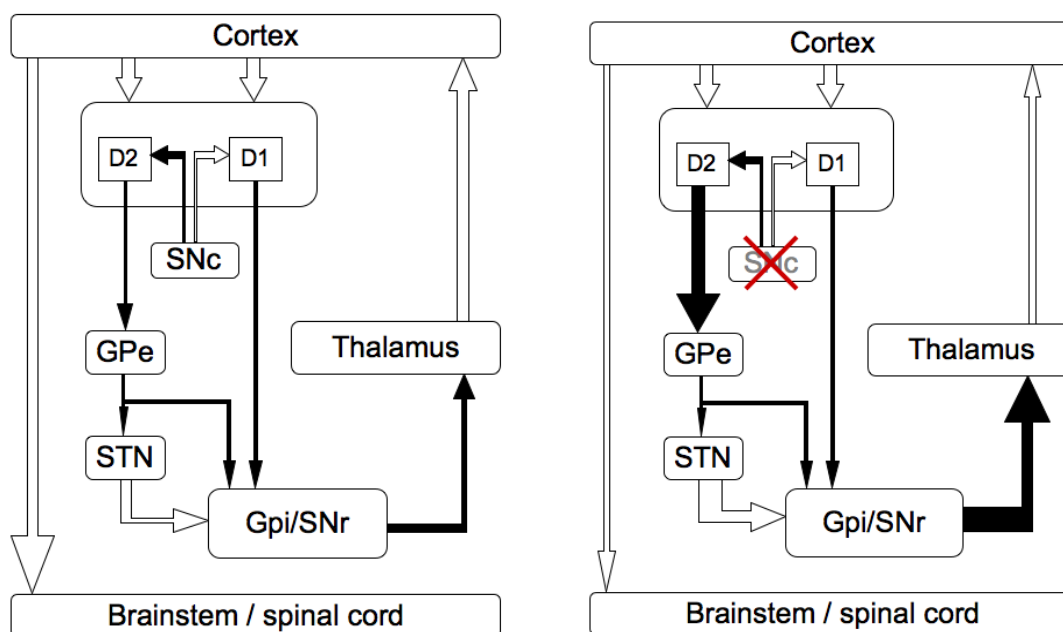 Cortex
D2
D1
SNc
GPe
Thalamus
STN
Gpi/SNr
Brainstem / spinal cord
Cortex
D2
D1
SNc
GPe
Thalamus
STN
Gpi/SNr
Brainstem / spinal cord